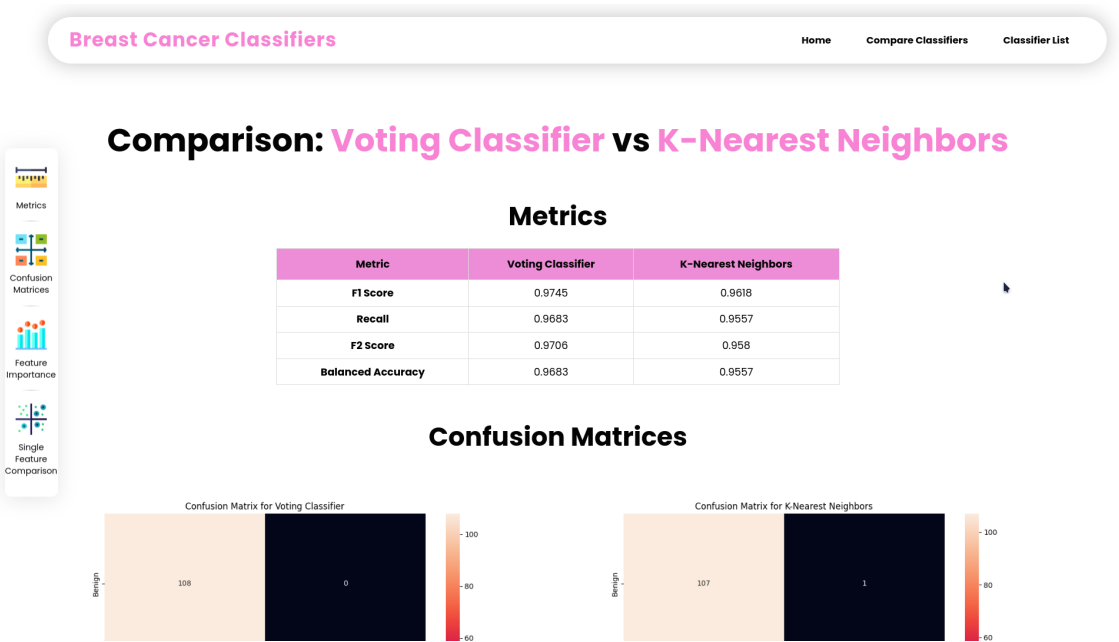 Breast Cancer Classifiers
Home Compare Classifiers Classifier List
Comparison: Voting Classifier vs K-Nearest Neighbors
Metrics
Confusion
Matrices
Feature
Importance
Single
Feature
Comparison
Metrics
Metric Voting Classifier K-Nearest Neighbors
F1 Score 0.9745 0.9618
Recall 0.9683 0.9557
F2 Score 0.9706 0.958
Balanced Accuracy 0.9683 0.9557
Confusion Matrices
Confusion Matrix for Voting Classifier
Benign
108 0
100
80
60
Confusion Matrix for K-Nearest Neighbors
Benign
107 1
100
80
60